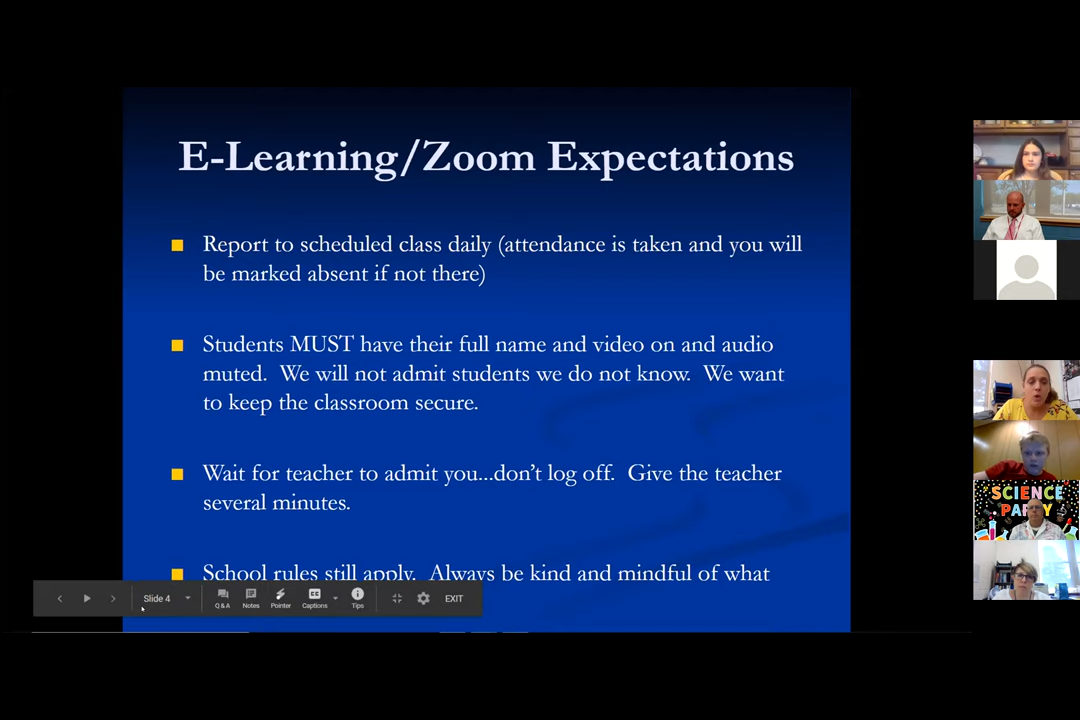 E-Learning/Zoom Expectations
Report to scheduled class daily (attendance is taken and you will
be marked absent if not there)
Students MUST have their full name and video on and audio
muted.  We will not admit students we do not know.  We want
to keep the classroom secure.
Wait for teacher to admit you...don't log off.  Give the teacher
several minutes.
School rules still apply.  Always be kind and mindful of what
Slide 4
Q & A
Notes
Pointer
CC
Captions
Tips
EXIT
SCIENCE
PARTY